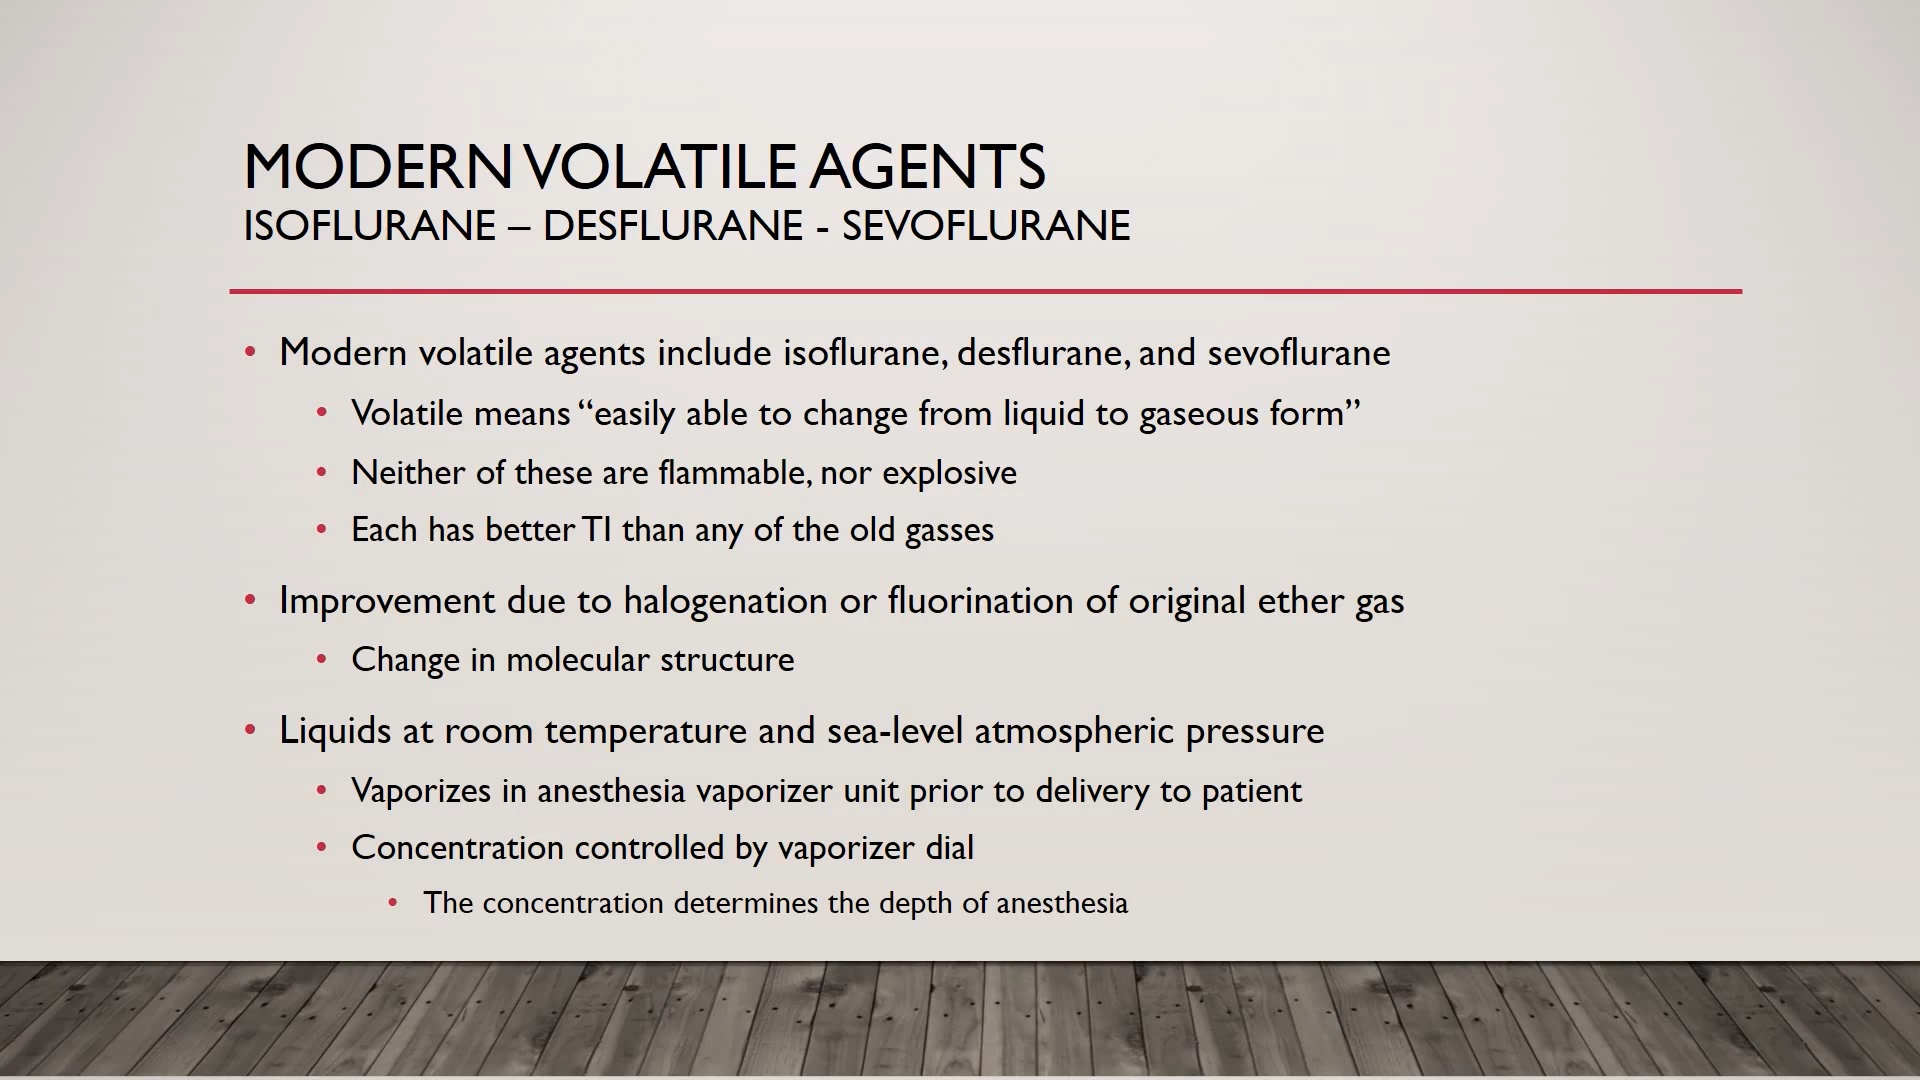 MODERN VOLATILE AGENTS
ISOFLURANE – DESFLURANE - SEVOFLURANE
• Modern volatile agents include isoflurane, desflurane, and sevoflurane
• Volatile means “easily able to change from liquid to gaseous form”
• Neither of these are flammable, nor explosive
• Each has better TI than any of the old gasses
• Improvement due to halogenation or fluorination of original ether gas
• Change in molecular structure
• Liquids at room temperature and sea-level atmospheric pressure
• Vaporizes in anesthesia vaporizer unit prior to delivery to patient
• Concentration controlled by vaporizer dial
• The concentration determines the depth of anesthesia